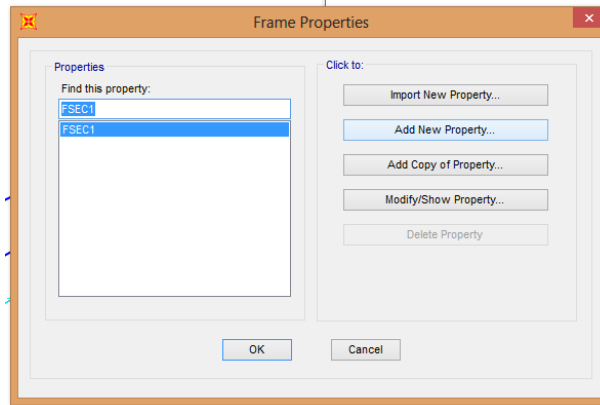 Frame Properties
Properties
Find this property:
FSEC1
FSEC1
Click to:
Import New Property...
Add New Property...
Add Copy of Property...
Modify/Show Property...
Delete Property
OK
Cancel